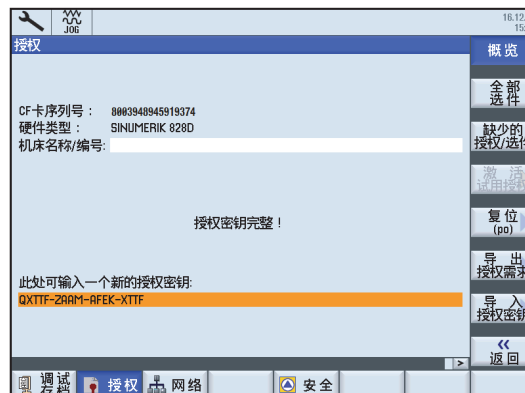 JOG
16.12
15:
授权
概览
全部
选件
CF卡序列号： 8003948945919374
硬件类型： SINUMERIK 828D
机床名称/编号:
缺少的
授权/选件
激活
试用授权
授权密钥完整！
复位
(po)
导出
授权需求
此处可输入一个新的授权密钥:
QXTTF-ZAAM-AFEK-XTTF
导入
授权密钥
«
返回
>
调试
存档
授权
网络
安全